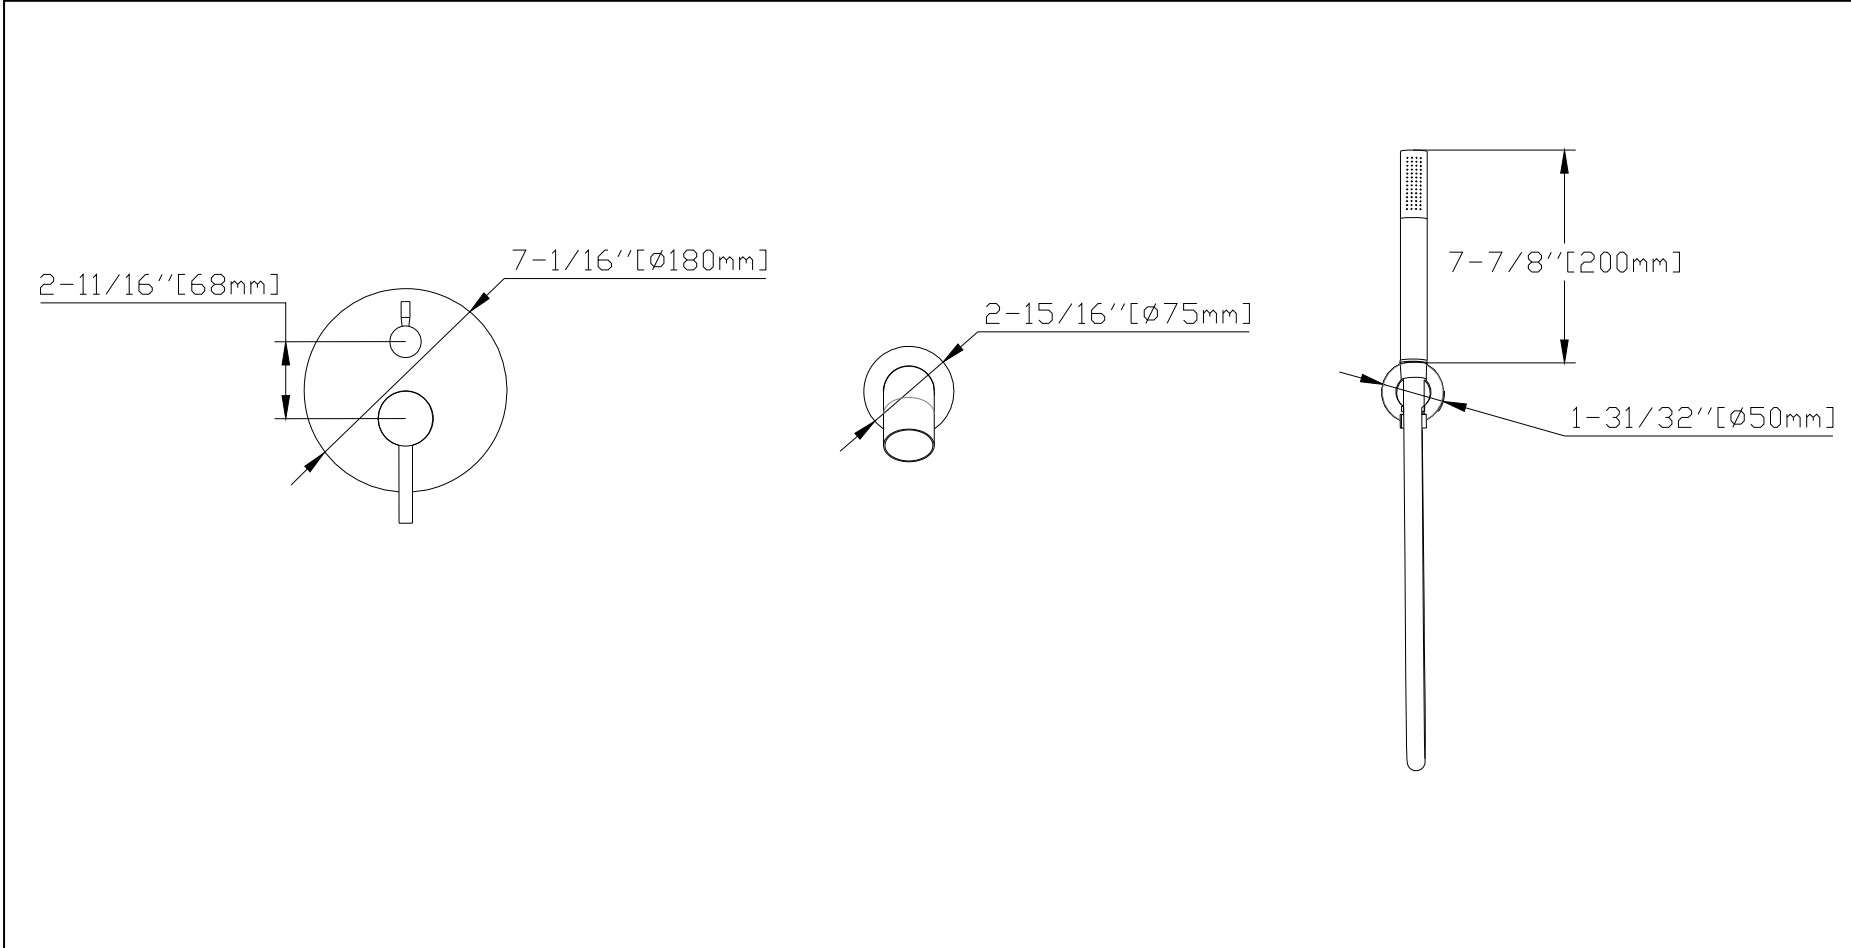 2-11/16′′[68mm]
7-1/16′′[Ø180mm]
2-15/16′′[Ø75mm]
7-7/8′′[200mm]
1-31/32′′[Ø50mm]